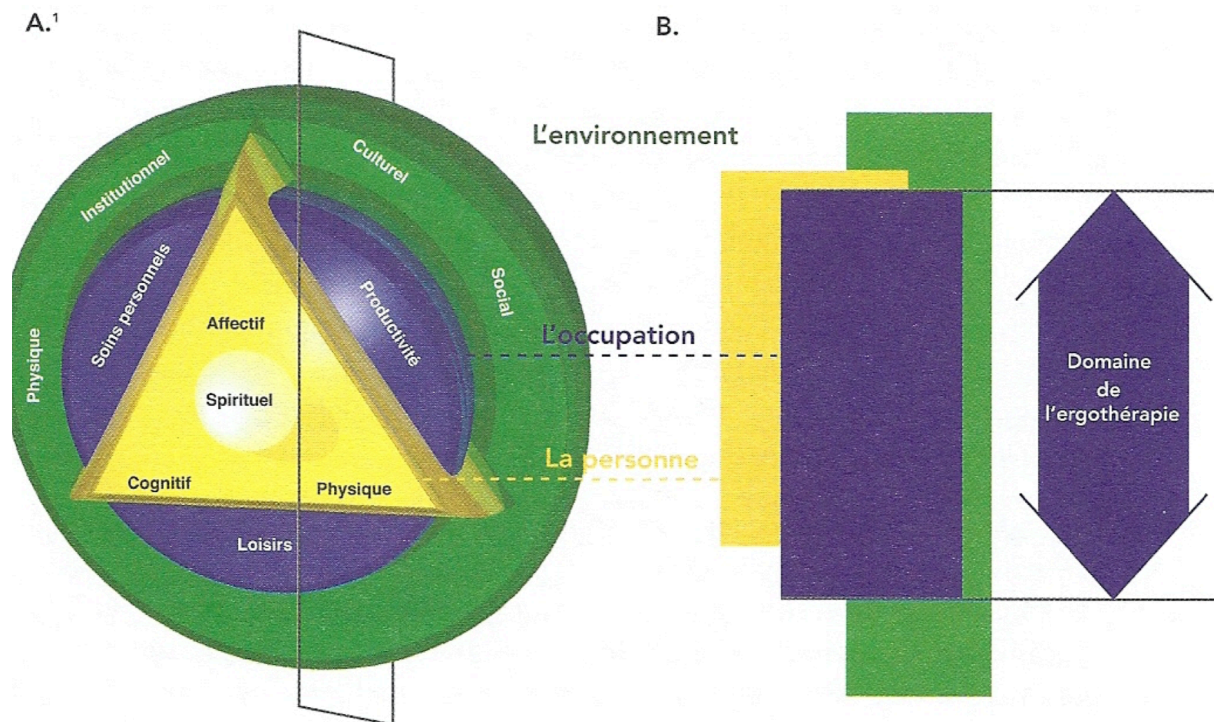 A.¹
B.
L'environnement
Institutionnel
Culturel
Physique
Soins personnels
Productivité
Social
Affectif
Spirituel
Cognitif
Physique
Loisirs
L'occupation
La personne
Domaine
de
l'ergothérapie